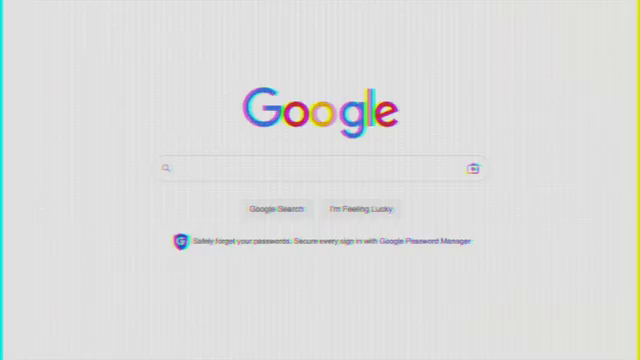 Google
Google Search
I'm Feeling Lucky
Safely forget your passwords. Secure every sign in with Google Password Manager